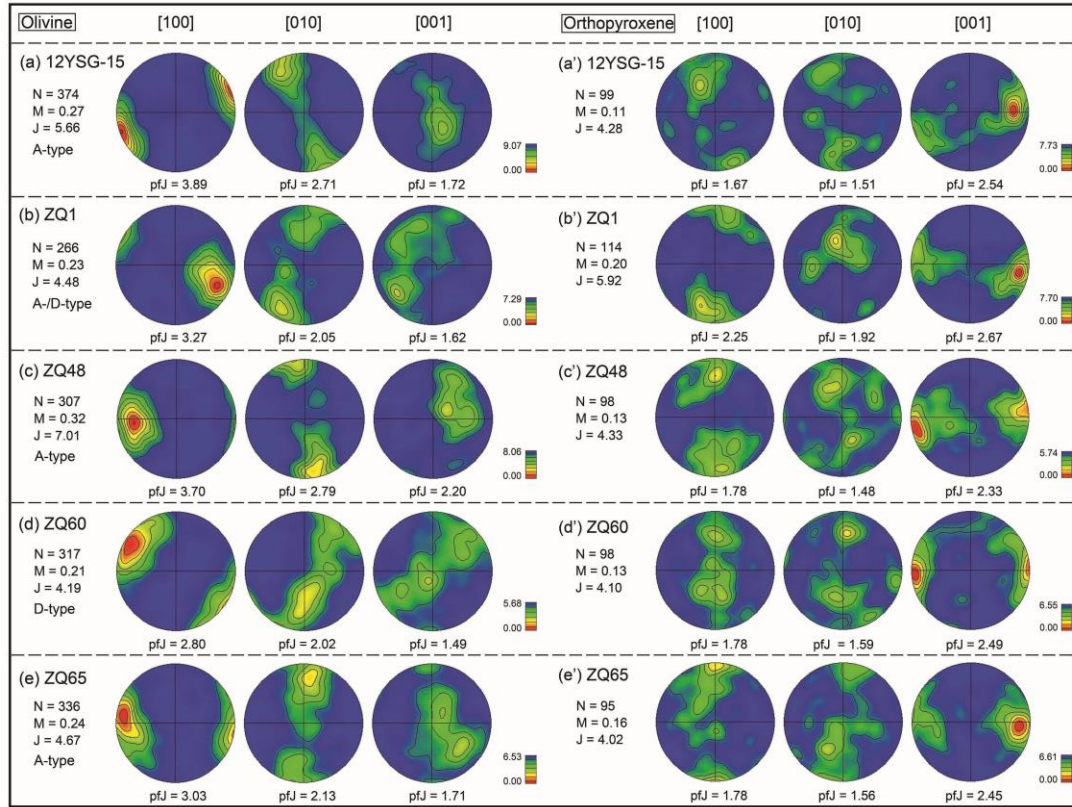 Olivine [100] [010] [001] Orthopyroxene [100] [010] [001]
(a) 12YSG-15
N = 374
M = 0.27
J = 5.66
A-type
9.07
0.00
pfJ = 3.89 pfJ = 2.71 pfJ = 1.72
(a') 12YSG-15
N = 99
M = 0.11
J = 4.28
7.73
0.00
pfJ = 1.67 pfJ = 1.51 pfJ = 2.54
(b) ZQ1
N = 266
M = 0.23
J = 4.48
A-/D-type
7.29
0.00
pfJ = 3.27 pfJ = 2.05 pfJ = 1.62
(b') ZQ1
N = 114
M = 0.20
J = 5.92
7.70
0.00
pfJ = 2.25 pfJ = 1.92 pfJ = 2.67
(c) ZQ48
N = 307
M = 0.32
J = 7.01
A-type
8.06
0.00
pfJ = 3.70 pfJ = 2.79 pfJ = 2.20
(c') ZQ48
N = 98
M = 0.13
J = 4.33
5.74
0.00
pfJ = 1.78 pfJ = 1.48 pfJ = 2.33
(d) ZQ60
N = 317
M = 0.21
J = 4.19
D-type
5.68
0.00
pfJ = 2.80 pfJ = 2.02 pfJ = 1.49
(d') ZQ60
N = 98
M = 0.13
J = 4.10
6.55
0.00
pfJ = 1.78 pfJ = 1.59 pfJ = 2.49
(e) ZQ65
N = 336
M = 0.24
J = 4.67
A-type
6.53
0.00
pfJ = 3.03 pfJ = 2.13 pfJ = 1.71
(e') ZQ65
N = 95
M = 0.16
J = 4.02
6.61
0.00
pfJ = 1.78 pfJ = 1.56 pfJ = 2.45